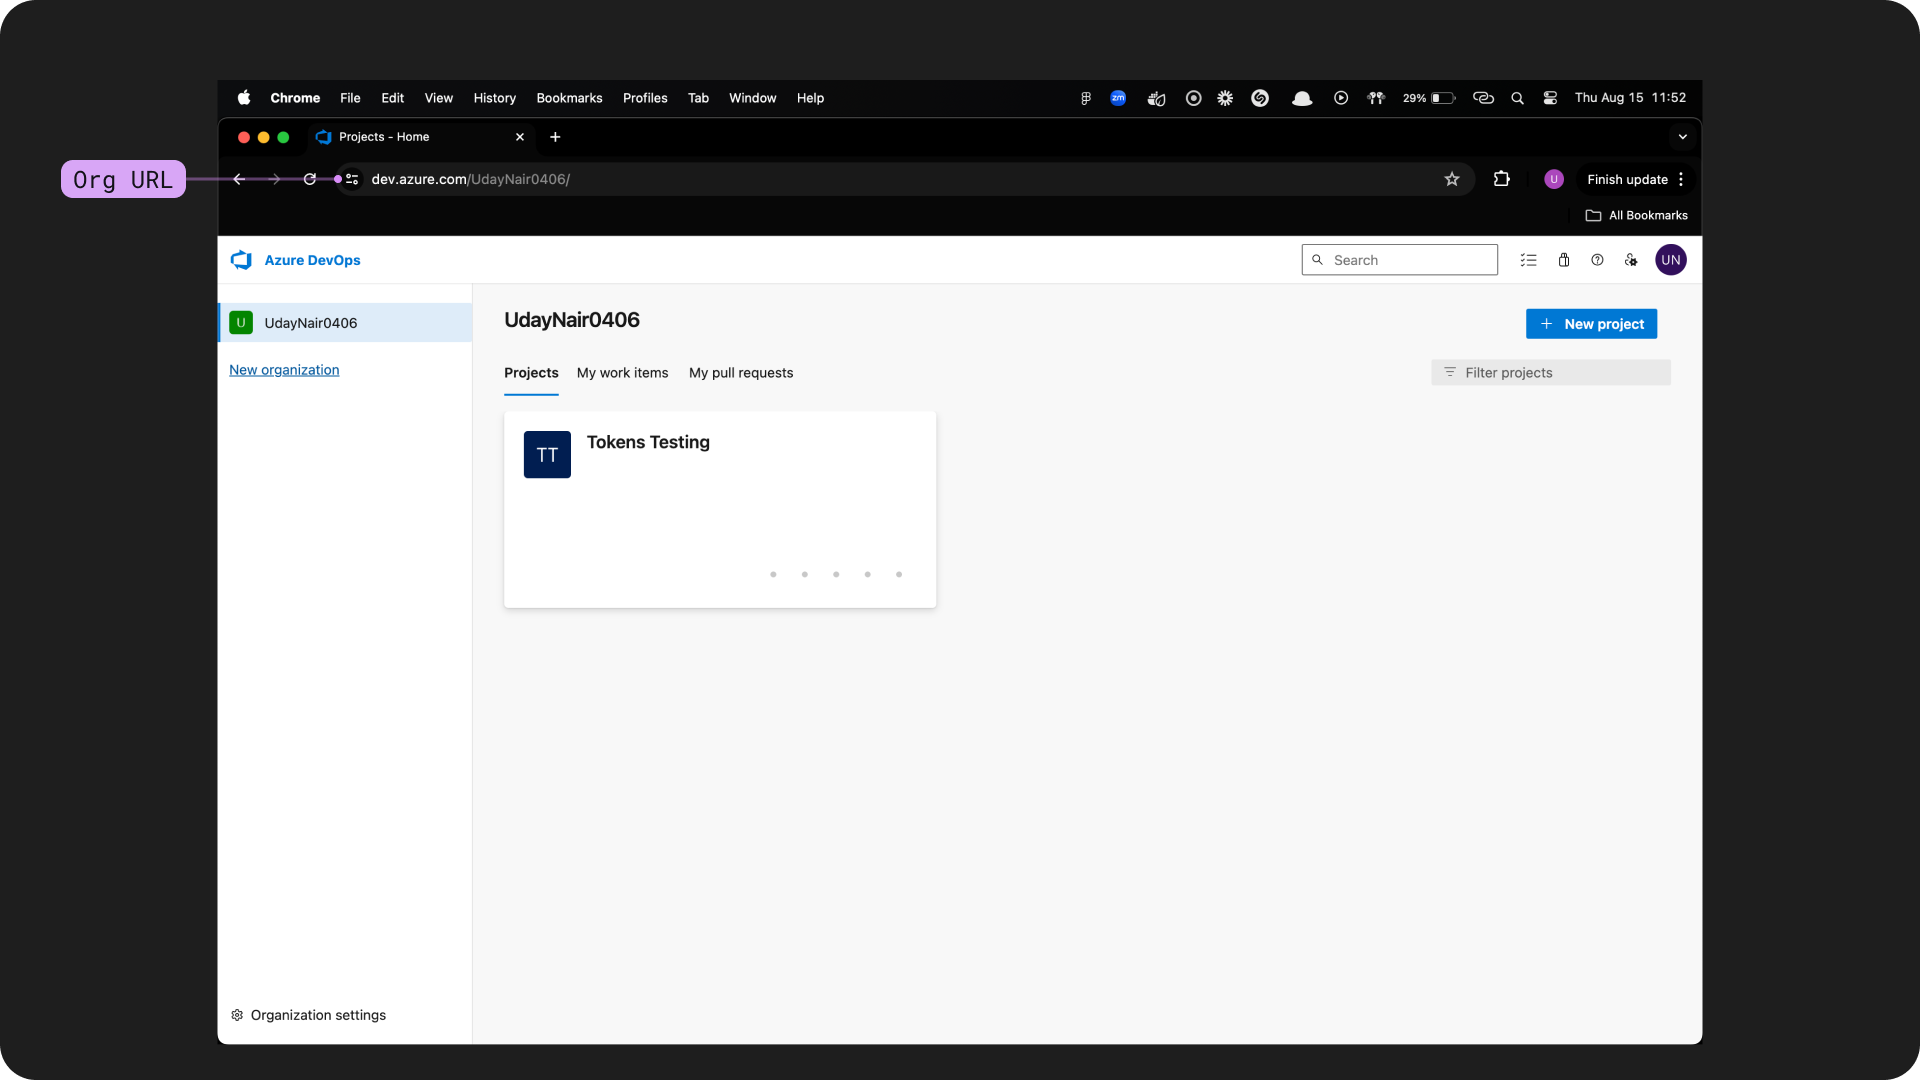 Chrome File Edit View History Bookmarks Profiles Tab Window Help zm 29% Thu Aug 15 11:52
Projects - Home
Org URL
dev.azure.com/UdayNair0406/ U Finish update
All Bookmarks
Azure DevOps Search UN
U UdayNair0406
New organization
Organization settings
UdayNair0406
New project
Projects My work items My pull requests
Filter projects
TT Tokens Testing